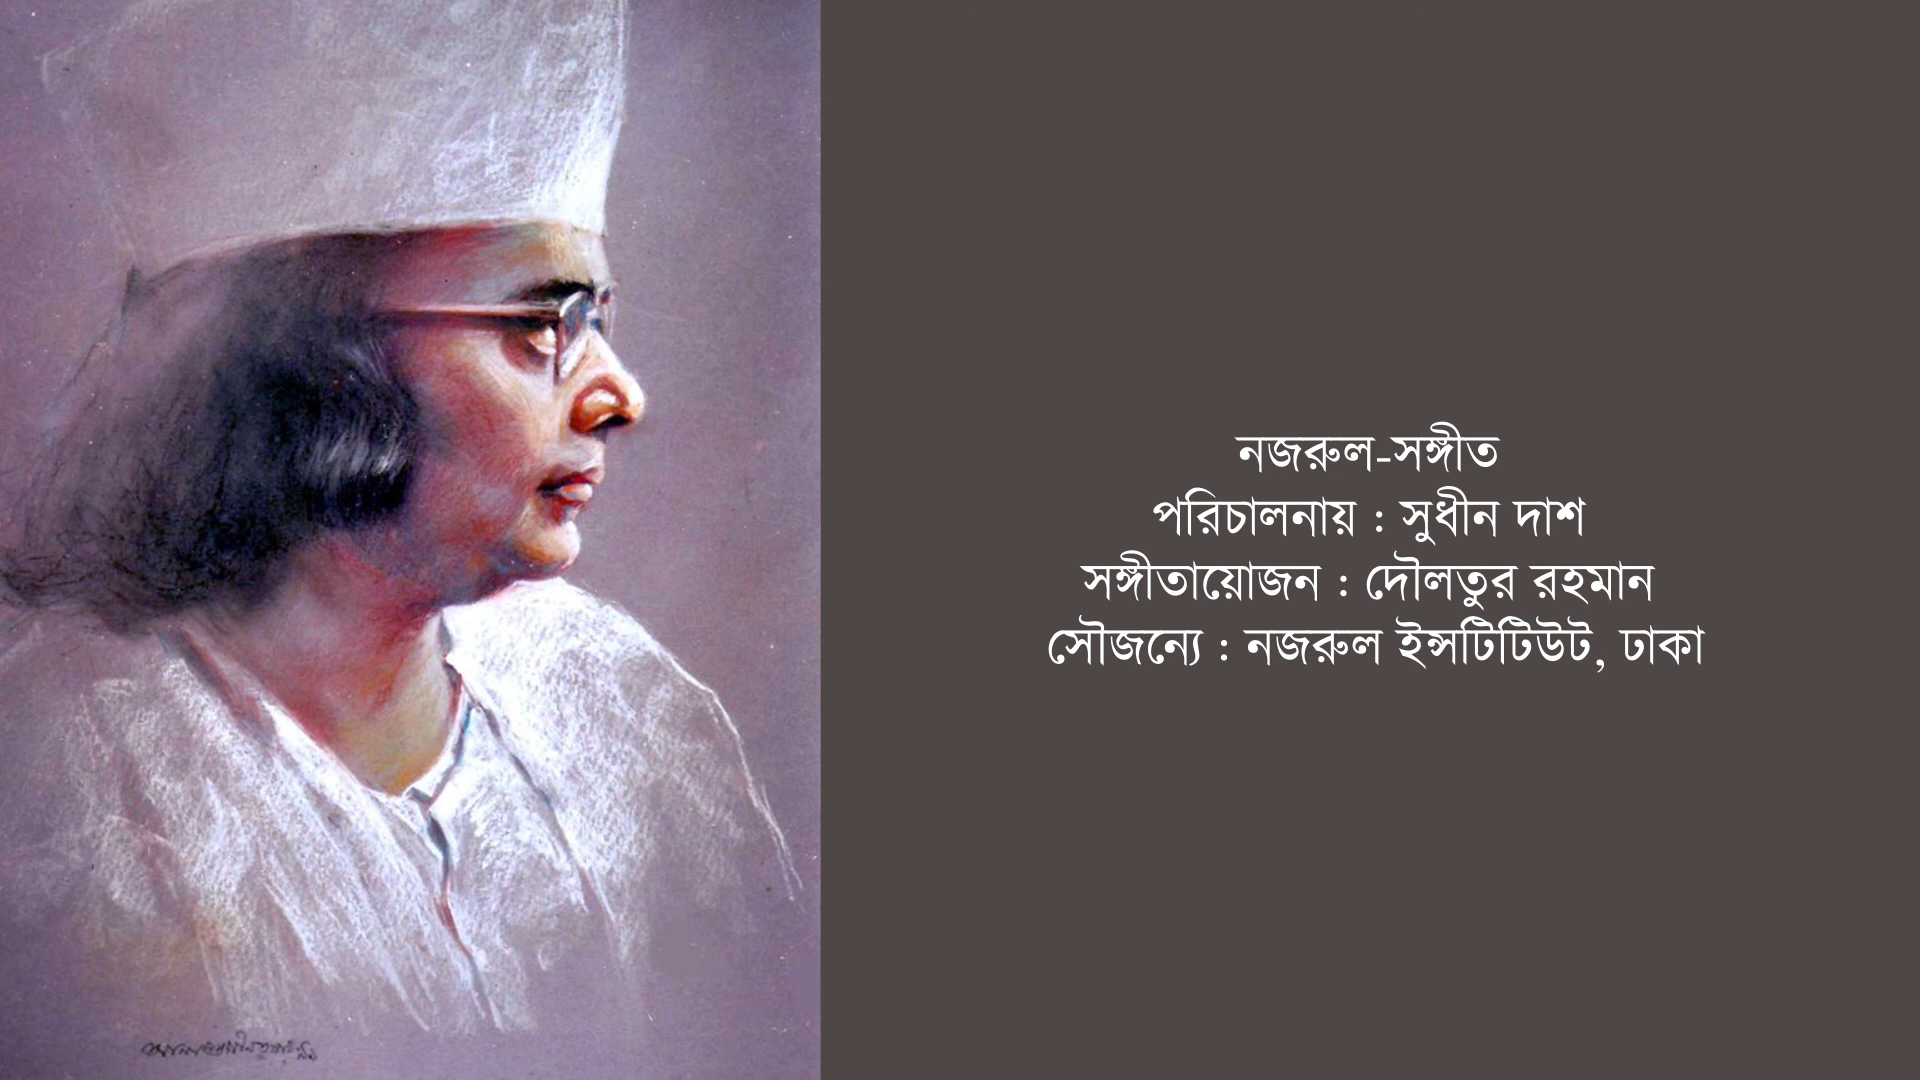 নজরুল-সঙ্গীত
পরিচালনায় : সুধীন দাশ
সঙ্গীতায়োজন : দৌলতুর রহমান
সৌজন্যে : নজরুল ইন্সটিটিউট, ঢাকা